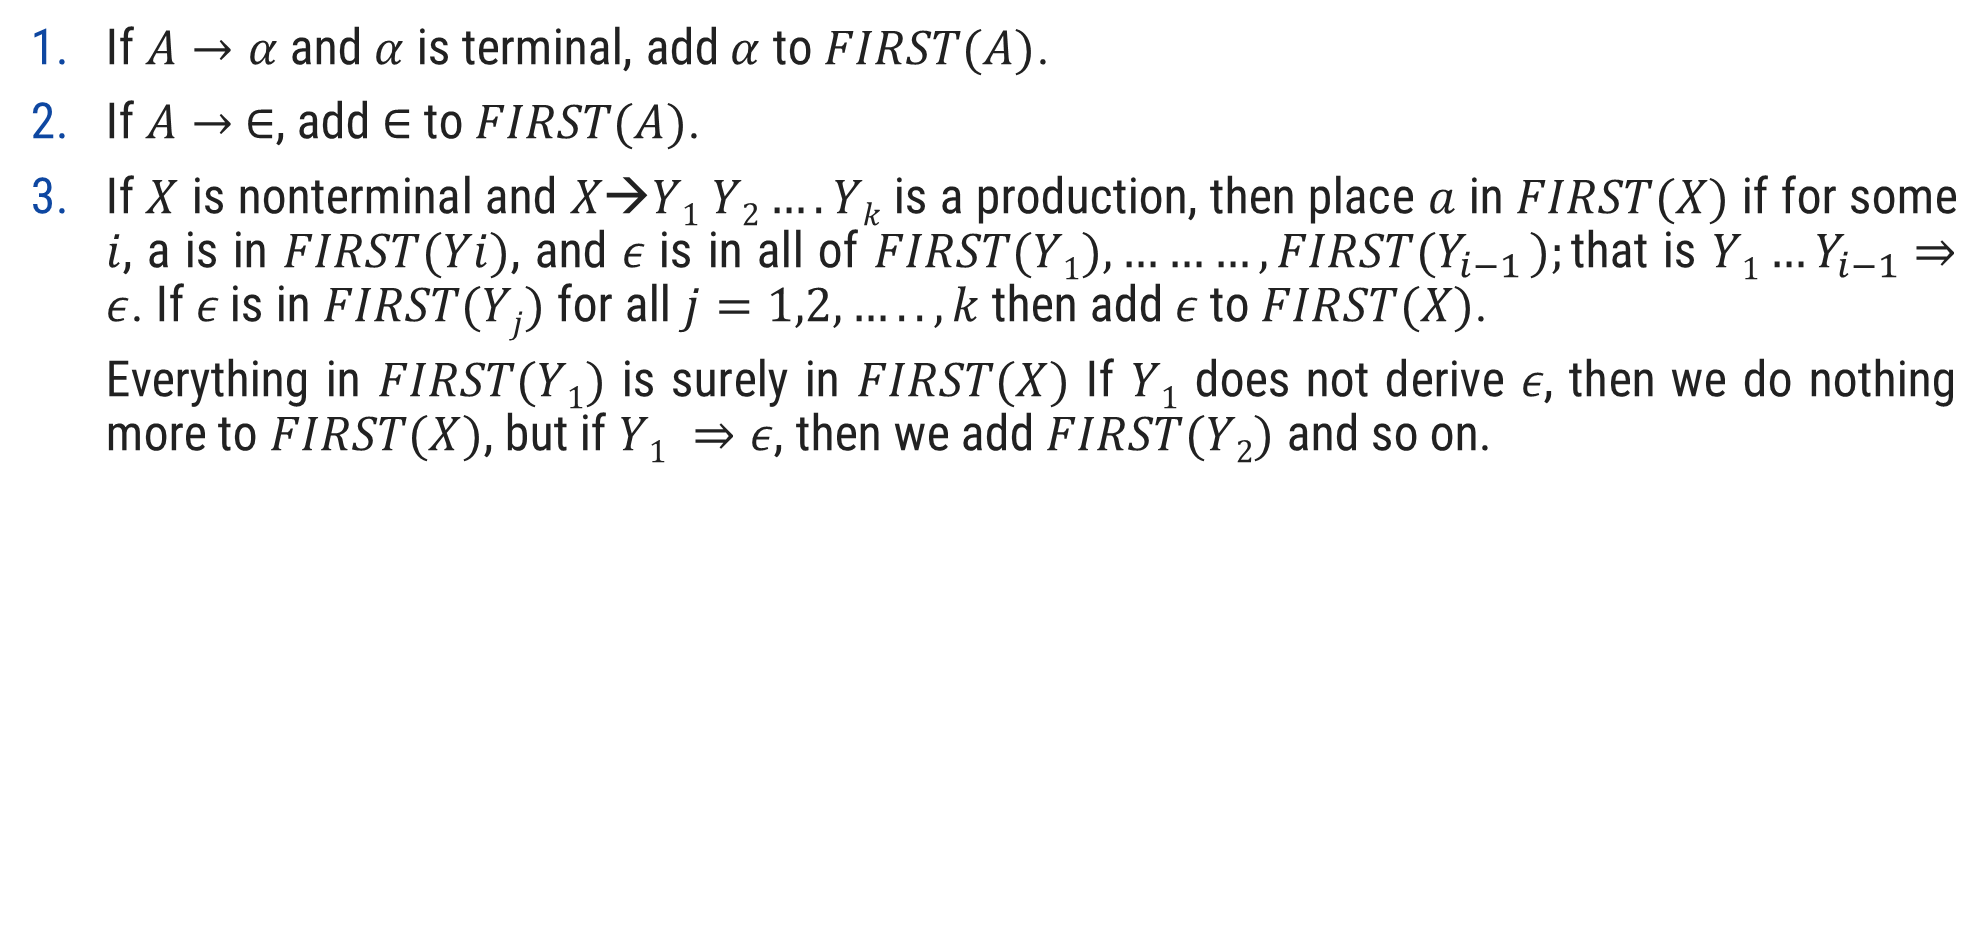 1. If A → α and α is terminal, add α to FIRST(A).
2. If A → ∈, add ∈ to FIRST(A).
3. If X is nonterminal and X→Y₁ Y₂ …. Yₖ is a production, then place a in FIRST(X) if for some
i, a is in FIRST(Yi), and ϵ is in all of FIRST(Y₁), … … …, FIRST(Yᵢ₋₁ ); that is Y₁ … Yᵢ₋₁ ⇒
ϵ. If ϵ is in FIRST(Yⱼ) for all j = 1,2, … . . , k then add ϵ to FIRST(X).
Everything in FIRST(Y₁) is surely in FIRST(X) If Y₁ does not derive ϵ, then we do nothing
more to FIRST(X), but if Y₁ ⇒ ϵ, then we add FIRST(Y₂) and so on.